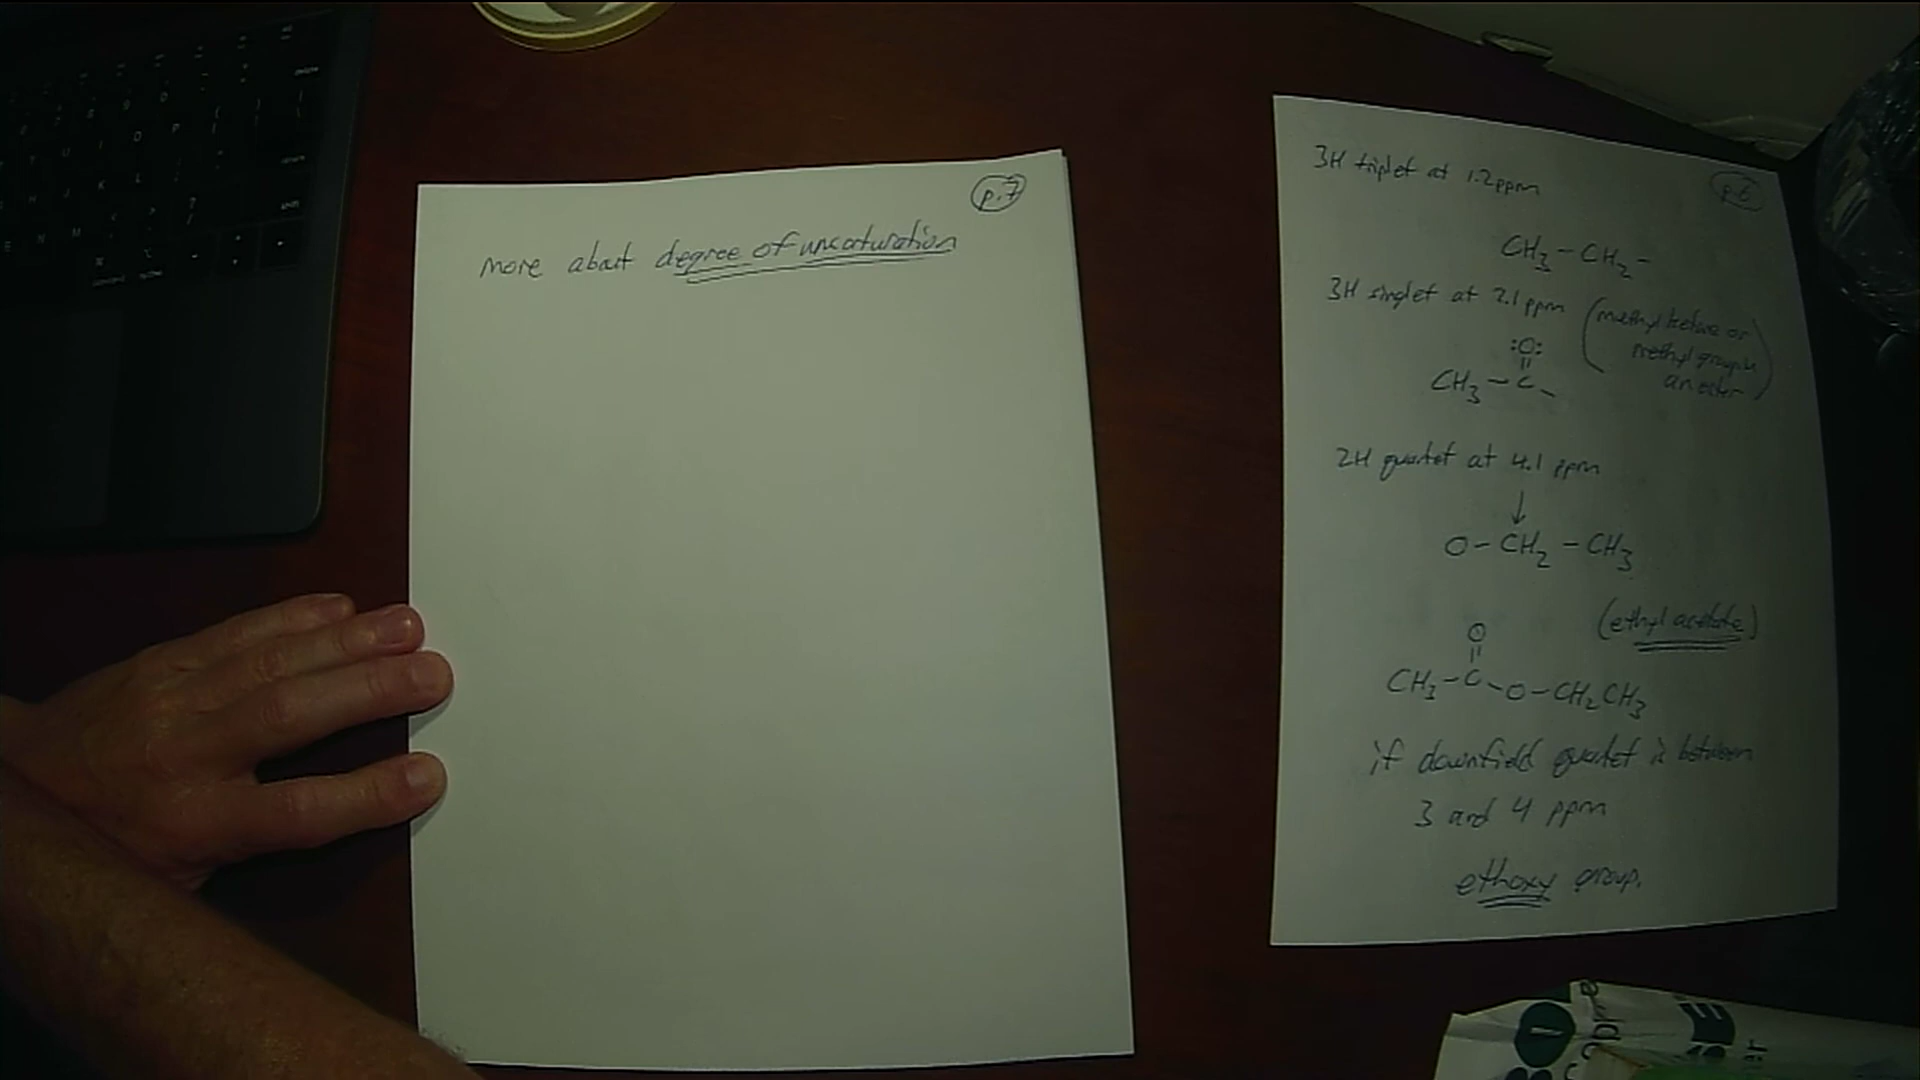 p.7
more about degree of unsaturation
p.6
3H triplet at 1.2 ppm
CH3-CH2-
3H singlet at 2.1 ppm
(methyl ketone or
methyl group in
an ester)
:O:
||
CH3-C-
2H quartet at 4.1 ppm
↓
O-CH2-CH3
(ethyl acetate)
O
||
CH3-C-O-CH2CH3
if downfield quartet is between
3 and 4 ppm
ethoxy group.